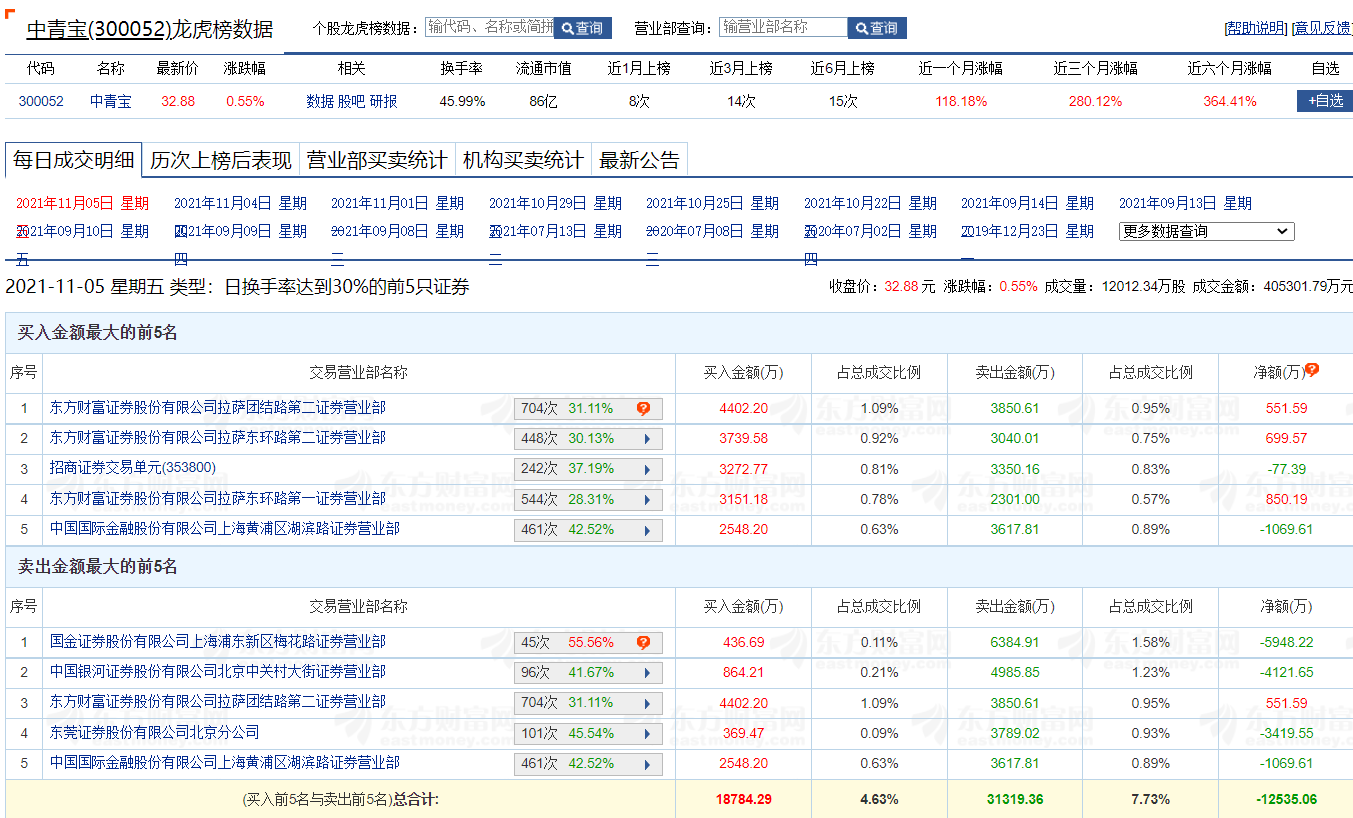 中青宝(300052)龙虎榜数据 个股龙虎榜数据： 输代码、名称或简拼 查询 营业部查询： 输营业部名称 查询 [帮助说明] [意见反馈]
代码 名称 最新价 涨跌幅 相关 换手率 流通市值 近1月上榜 近3月上榜 近6月上榜 近一个月涨幅 近三个月涨幅 近六个月涨幅 自选
300052 中青宝 32.88 0.55% 数据 股吧 研报 45.99% 86亿 8次 14次 15次 118.18% 280.12% 364.41% +自选
每日成交明细 历次上榜后表现 营业部买卖统计 机构买卖统计 最新公告
2021年11月05日 星期 2021年11月04日 星期 2021年11月01日 星期 2021年10月29日 星期 2021年10月25日 星期 2021年10月22日 星期 2021年09月14日 星期 2021年09月13日 星期
2021年09月10日 星期 2021年09月09日 星期 2021年09月08日 星期 2021年07月13日 星期 2020年07月08日 星期 2020年07月02日 星期 2019年12月23日 星期 更多数据查询
五 四 三 二 三 四 一
2021-11-05 星期五 类型：日换手率达到30%的前5只证券 收盘价：32.88元 涨跌幅：0.55% 成交量：12012.34万股 成交金额：405301.79万元
买入金额最大的前5名
序号 交易营业部名称 买入金额(万) 占总成交比例 卖出金额(万) 占总成交比例 净额(万)
1 东方财富证券股份有限公司拉萨团结路第二证券营业部 704次 31.11% 4402.20 1.09% 3850.61 0.95% 551.59
2 东方财富证券股份有限公司拉萨东环路第二证券营业部 448次 30.13% 3739.58 0.92% 3040.01 0.75% 699.57
3 招商证券交易单元(353800) 242次 37.19% 3272.77 0.81% 3350.16 0.83% -77.39
4 东方财富证券股份有限公司拉萨东环路第一证券营业部 544次 28.31% 3151.18 0.78% 2301.00 0.57% 850.19
5 中国国际金融股份有限公司上海黄浦区湖滨路证券营业部 461次 42.52% 2548.20 0.63% 3617.81 0.89% -1069.61
卖出金额最大的前5名
序号 交易营业部名称 买入金额(万) 占总成交比例 卖出金额(万) 占总成交比例 净额(万)
1 国金证券股份有限公司上海浦东新区梅花路证券营业部 45次 55.56% 436.69 0.11% 6384.91 1.58% -5948.22
2 中国银河证券股份有限公司北京中关村大街证券营业部 96次 41.67% 864.21 0.21% 4985.85 1.23% -4121.65
3 东方财富证券股份有限公司拉萨团结路第二证券营业部 704次 31.11% 4402.20 1.09% 3850.61 0.95% 551.59
4 东莞证券股份有限公司北京分公司 101次 45.54% 369.47 0.09% 3789.02 0.93% -3419.55
5 中国国际金融股份有限公司上海黄浦区湖滨路证券营业部 461次 42.52% 2548.20 0.63% 3617.81 0.89% -1069.61
(买入前5名与卖出前5名)总合计: 18784.29 4.63% 31319.36 7.73% -12535.06